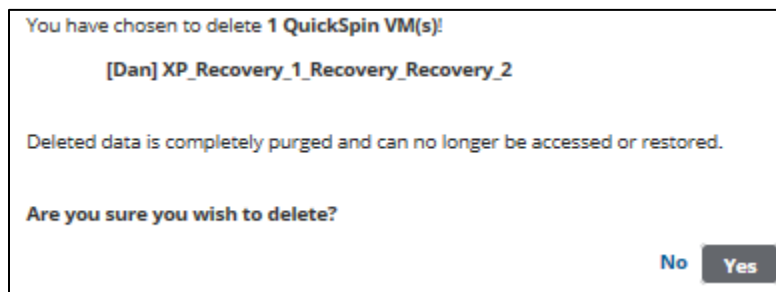 You have chosen to delete 1 QuickSpin VM(s)!
[Dan] XP_Recovery_1_Recovery_Recovery_2
Deleted data is completely purged and can no longer be accessed or restored.
Are you sure you wish to delete?
No Yes